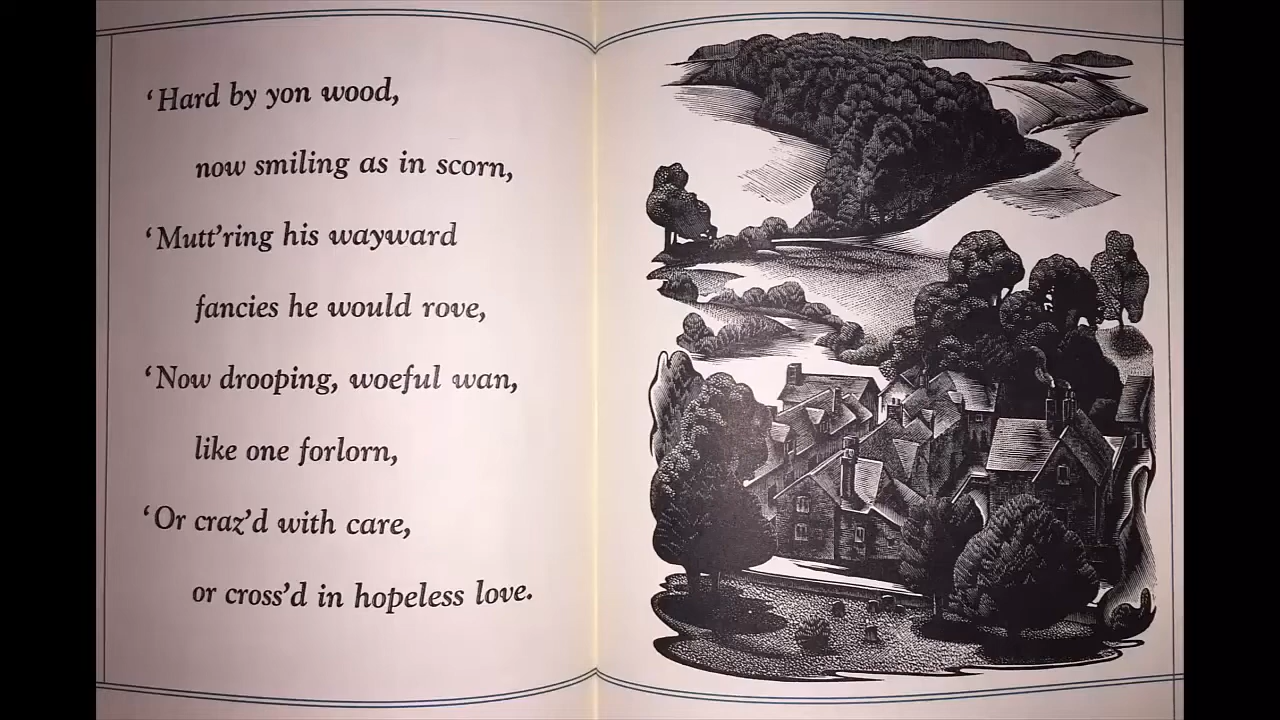 ‘Hard by yon wood,
now smiling as in scorn,
‘Mutt’ring his wayward
fancies he would rove,
‘Now drooping, woeful wan,
like one forlorn,
‘Or craz’d with care,
or cross’d in hopeless love.